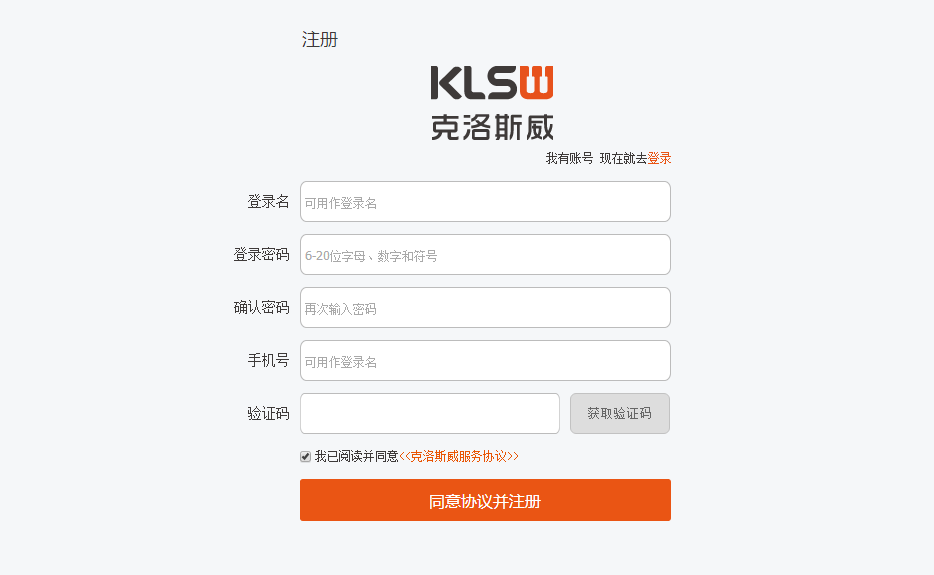 注册
KLSW
克洛斯威
我有账号 现在就去登录
登录名 可用作登录名
登录密码 6-20位字母、数字和符号
确认密码 再次输入密码
手机号 可用作登录名
验证码 获取验证码
我已阅读并同意<<克洛斯威服务协议>>
同意协议并注册